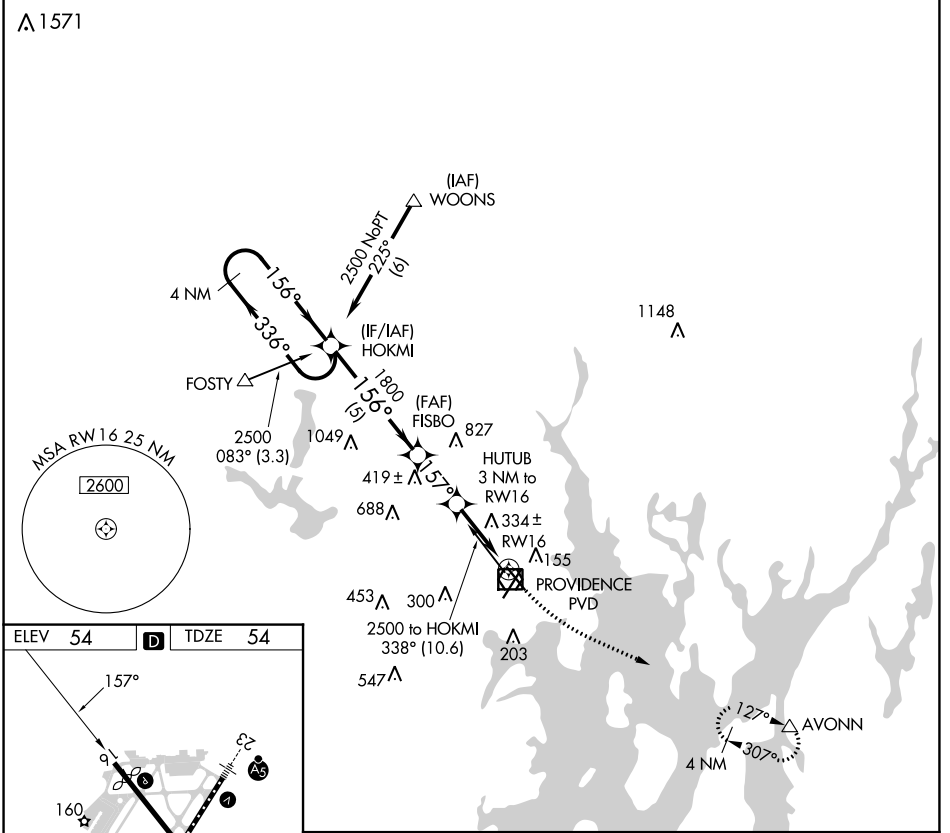 1571
(IAF)
WOONS
2500 NoPT
225°
(6)
4 NM
156°
336°
(IF/IAF)
HOKMI
1148
FOSTY
1800
156°
(5)
(FAF)
FISBO
2500
083° (3.3)
1049
827
MSA RW16 25 NM
2600
419±
157°
HUTUB
3 NM to
RW16
688
334±
RW16
155
PROVIDENCE
PVD
453
300
2500 to HOKMI
338° (10.6)
203
547
127°
AVONN
307°
4 NM
ELEV 54
D
TDZE 54
157°
16
23
A5
160